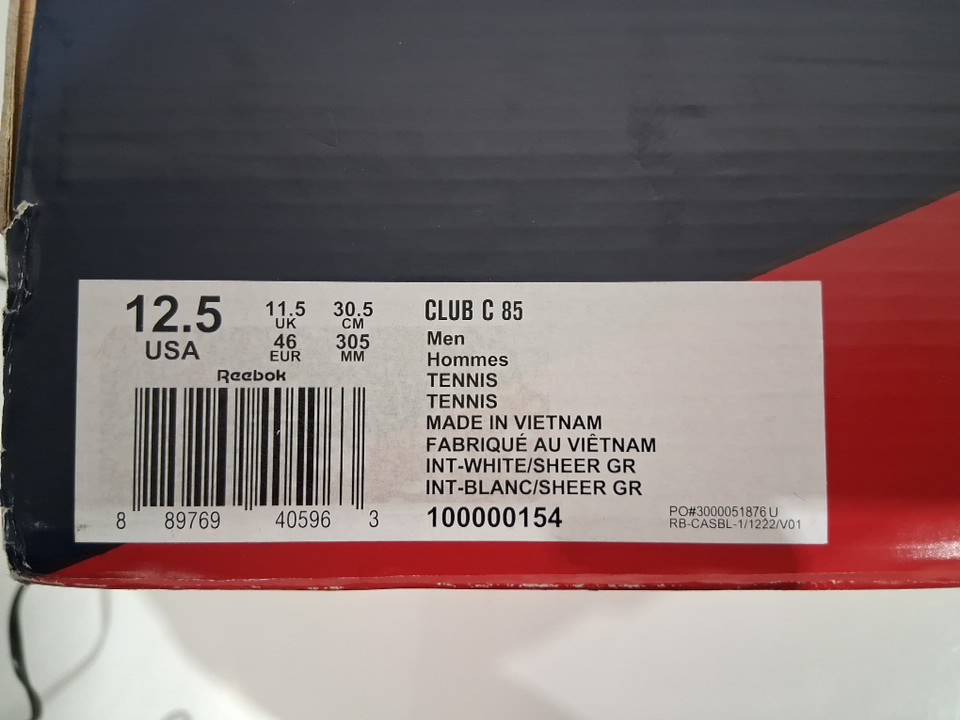 12.5
USA
11.5
UK
30.5
CM
46
EUR
305
MM
Reebok
8 89769 40596 3
CLUB C 85
Men
Hommes
TENNIS
TENNIS
MADE IN VIETNAM
FABRIQUÉ AU VIÊTNAM
INT-WHITE/SHEER GR
INT-BLANC/SHEER GR
100000154
PO#3000051876 U
RB-CASBL-1/1222/V01